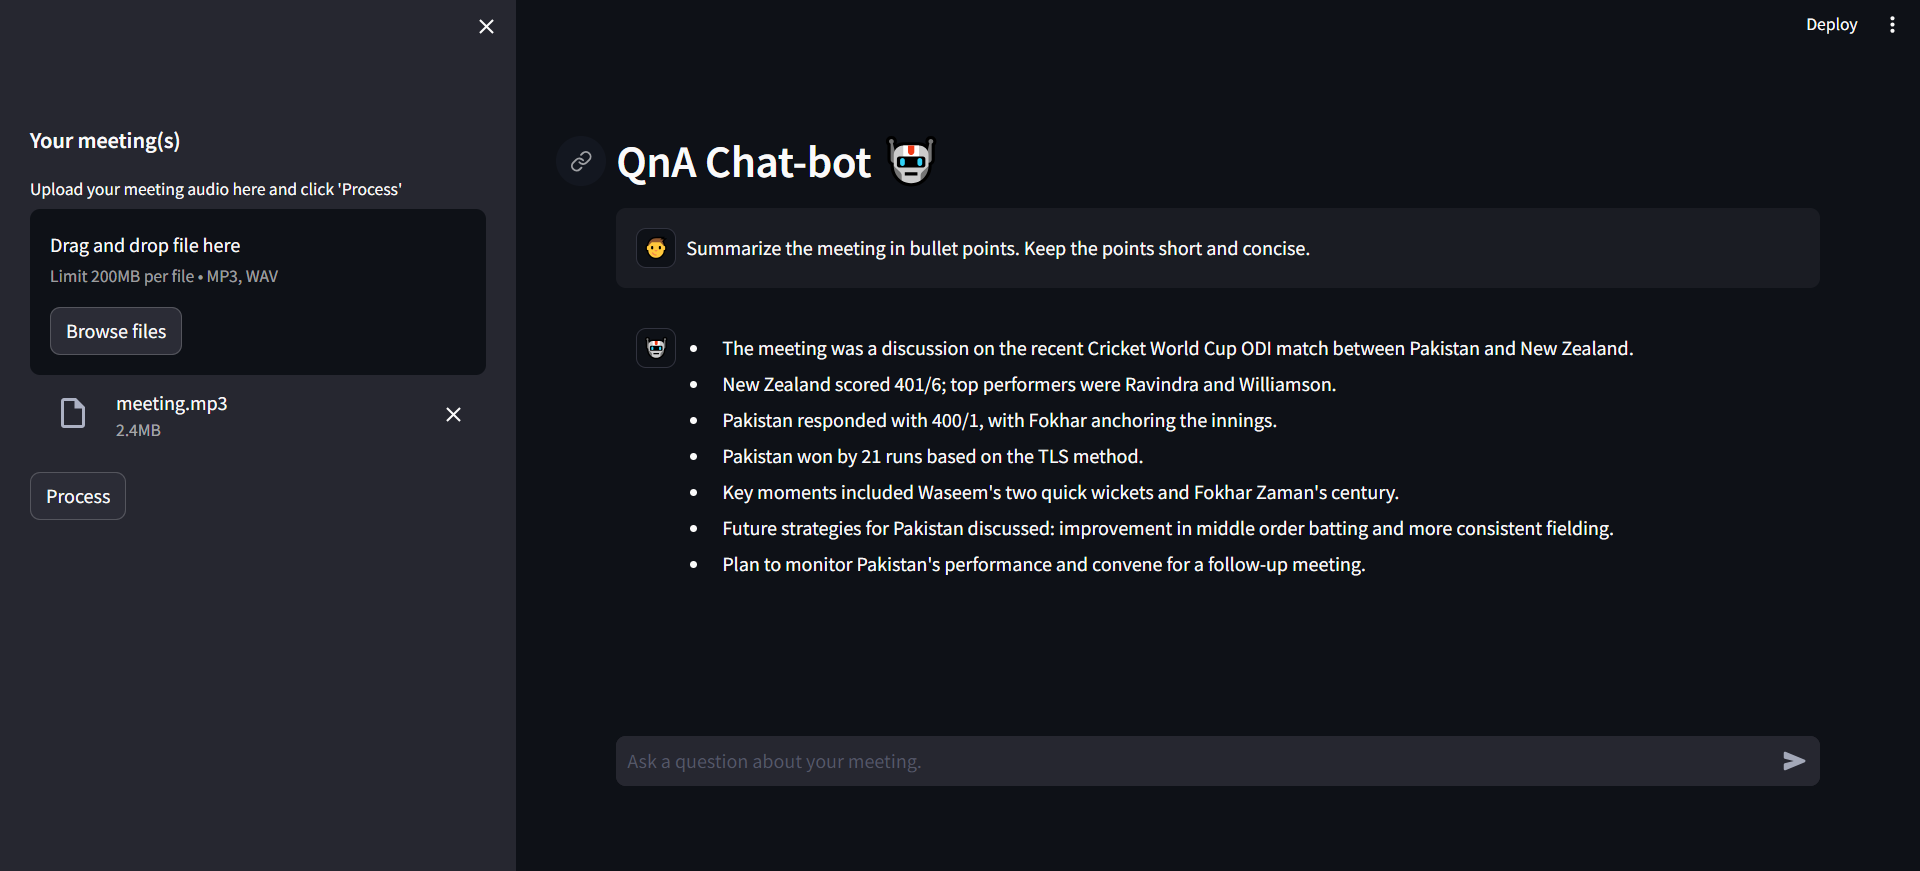 Deploy
Your meeting(s)
Upload your meeting audio here and click 'Process'
Drag and drop file here
Limit 200MB per file • MP3, WAV
Browse files
meeting.mp3
2.4MB
Process
QnA Chat-bot
Summarize the meeting in bullet points. Keep the points short and concise.
• The meeting was a discussion on the recent Cricket World Cup ODI match between Pakistan and New Zealand.
• New Zealand scored 401/6; top performers were Ravindra and Williamson.
• Pakistan responded with 400/1, with Fokhar anchoring the innings.
• Pakistan won by 21 runs based on the TLS method.
• Key moments included Waseem's two quick wickets and Fokhar Zaman's century.
• Future strategies for Pakistan discussed: improvement in middle order batting and more consistent fielding.
• Plan to monitor Pakistan's performance and convene for a follow-up meeting.
Ask a question about your meeting.